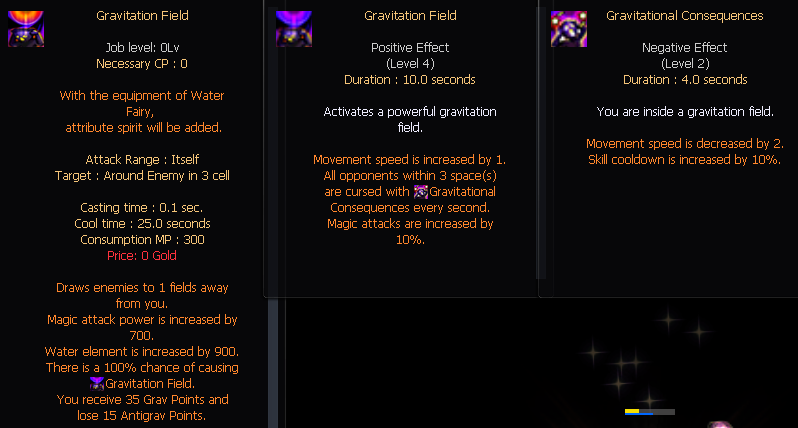 Gravitation Field
Job level: 0Lv
Necessary CP : 0
With the equipment of Water
Fairy,
attribute spirit will be added.
Attack Range : Itself
Target : Around Enemy in 3 cell
Casting time : 0.1 sec.
Cool time : 25.0 seconds
Consumption MP : 300
Price: 0 Gold
Draws enemies to 1 fields away
from you.
Magic attack power is increased by
700.
Water element is increased by 900.
There is a 100% chance of causing
Gravitation Field.
You receive 35 Grav Points and
lose 15 Antigrav Points.
Gravitation Field
Positive Effect
(Level 4)
Duration : 10.0 seconds
Activates a powerful gravitation
field.
Movement speed is increased by 1.
All opponents within 3 space(s)
are cursed with Gravitational
Consequences every second.
Magic attacks are increased by
10%.
Gravitational Consequences
Negative Effect
(Level 2)
Duration : 4.0 seconds
You are inside a gravitation field.
Movement speed is decreased by 2.
Skill cooldown is increased by 10%.